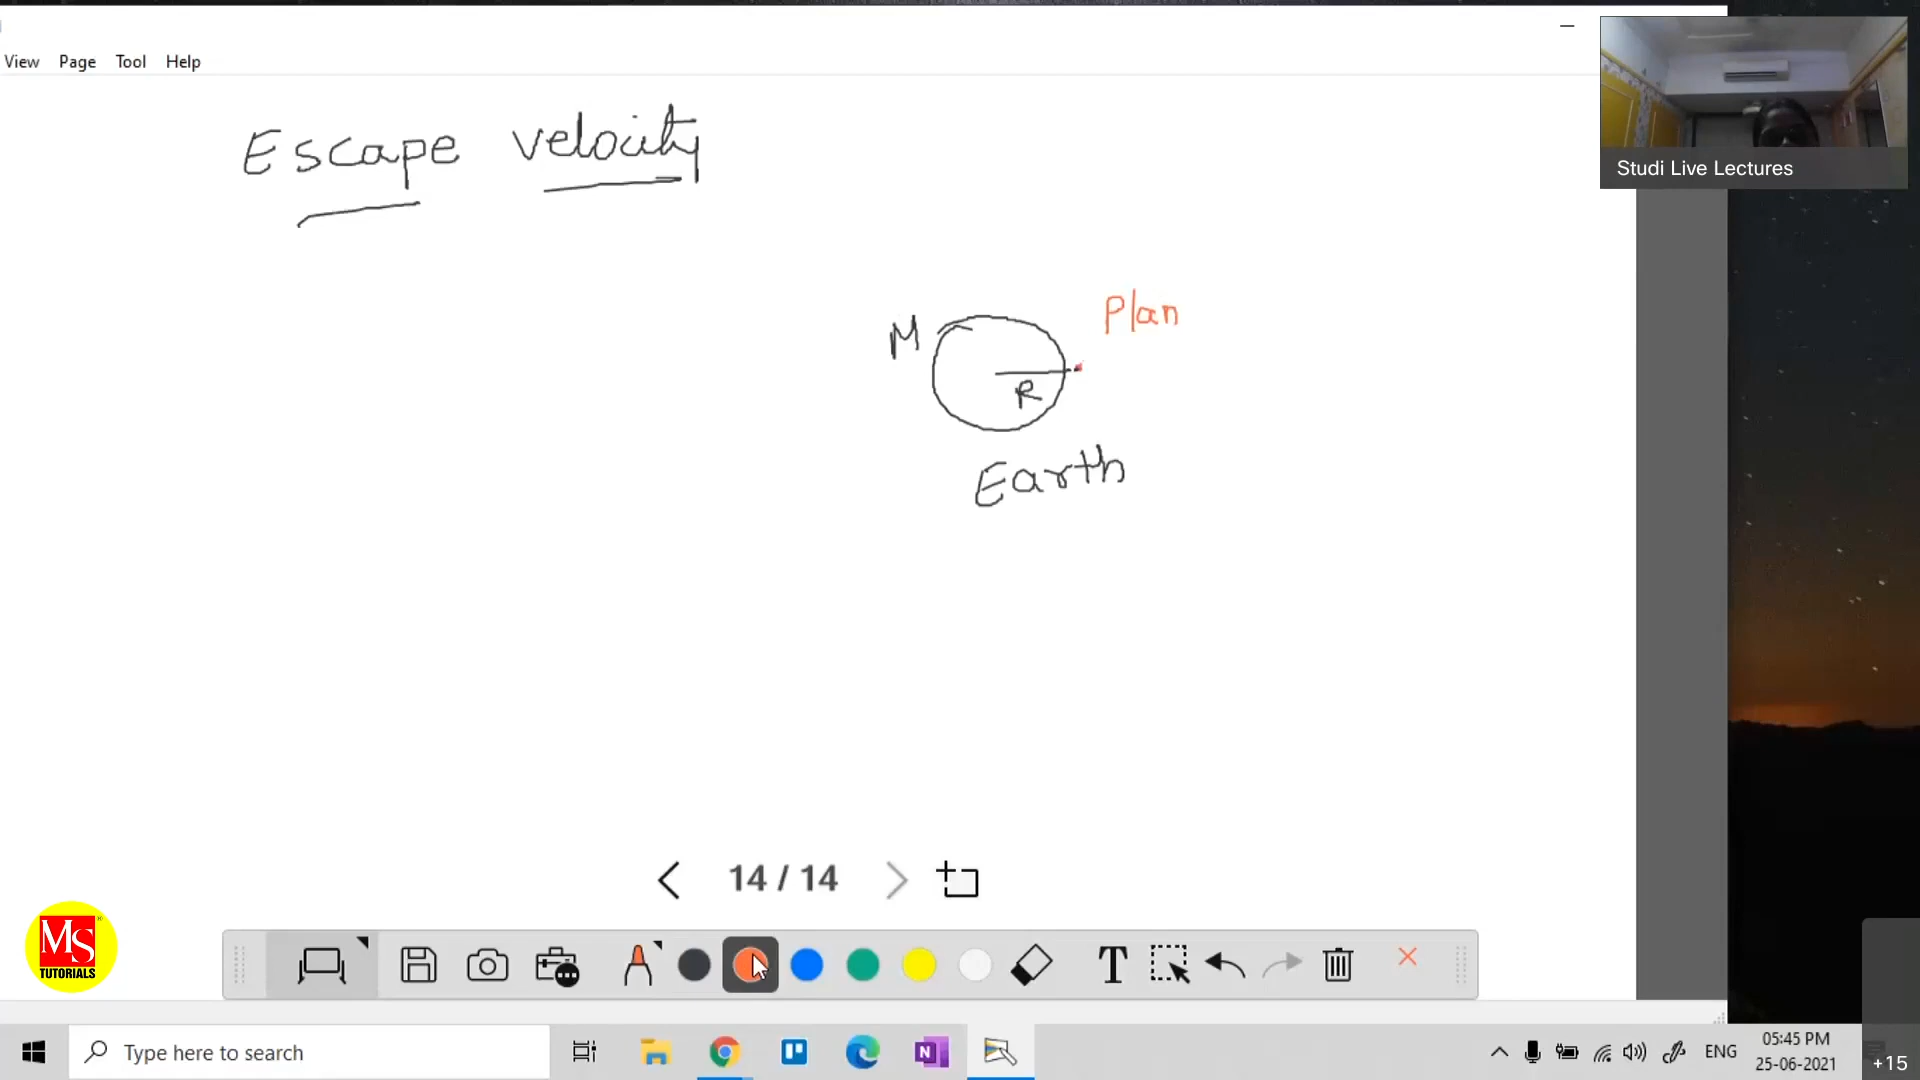 View Page Tool Help
Studi Live Lectures
Escape velocity
Plan
M
R
Earth
14 / 14
MS
TUTORIALS
T
Type here to search
N
ENG
05:45 PM
25-06-2021
+15